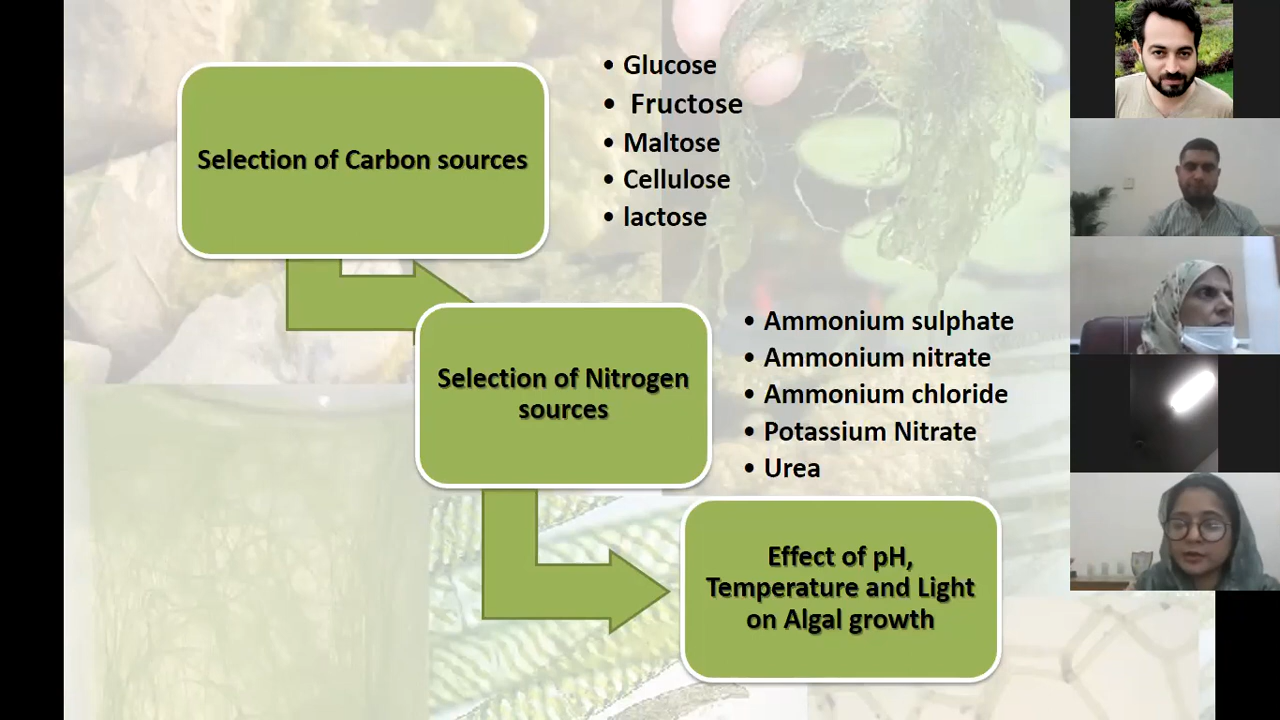 Selection of Carbon sources
• Glucose
• Fructose
• Maltose
• Cellulose
• lactose
Selection of Nitrogen
sources
• Ammonium sulphate
• Ammonium nitrate
• Ammonium chloride
• Potassium Nitrate
• Urea
Effect of pH,
Temperature and Light
on Algal growth